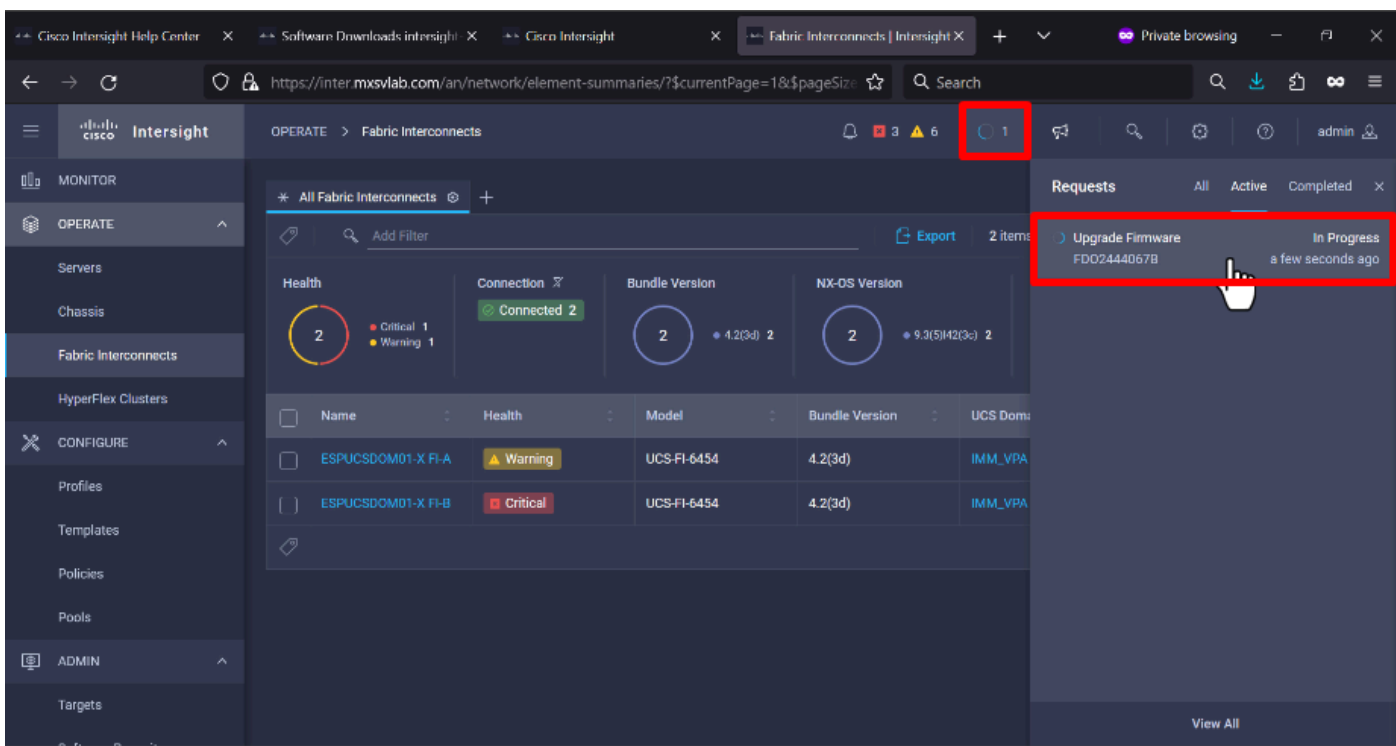 Cisco Intersight Help Center
Software Downloads intersight
Cisco Intersight
Fabric Interconnects | Intersight
Private browsing
https://inter.mxsvlab.com/an/network/element-summaries/?$currentPage=1&$pageSize
Search
cisco Intersight
OPERATE > Fabric Interconnects
3
6
1
admin
MONITOR
OPERATE
Servers
Chassis
Fabric Interconnects
HyperFlex Clusters
CONFIGURE
Profiles
Templates
Policies
Pools
ADMIN
Targets
All Fabric Interconnects
Add Filter
Export
2 items
Health
2
Critical 1
Warning 1
Connection
Connected 2
Bundle Version
2
4.2(3d) 2
NX-OS Version
2
9.3(5)I42(3c) 2
Name Health Model Bundle Version UCS Doma
ESPUCSDOM01-X FI-A Warning UCS-FI-6454 4.2(3d) IMM_VPA
ESPUCSDOM01-X FI-B Critical UCS-FI-6454 4.2(3d) IMM_VPA
Requests
All Active Completed
Upgrade Firmware In Progress
FDO2444067B a few seconds ago
View All